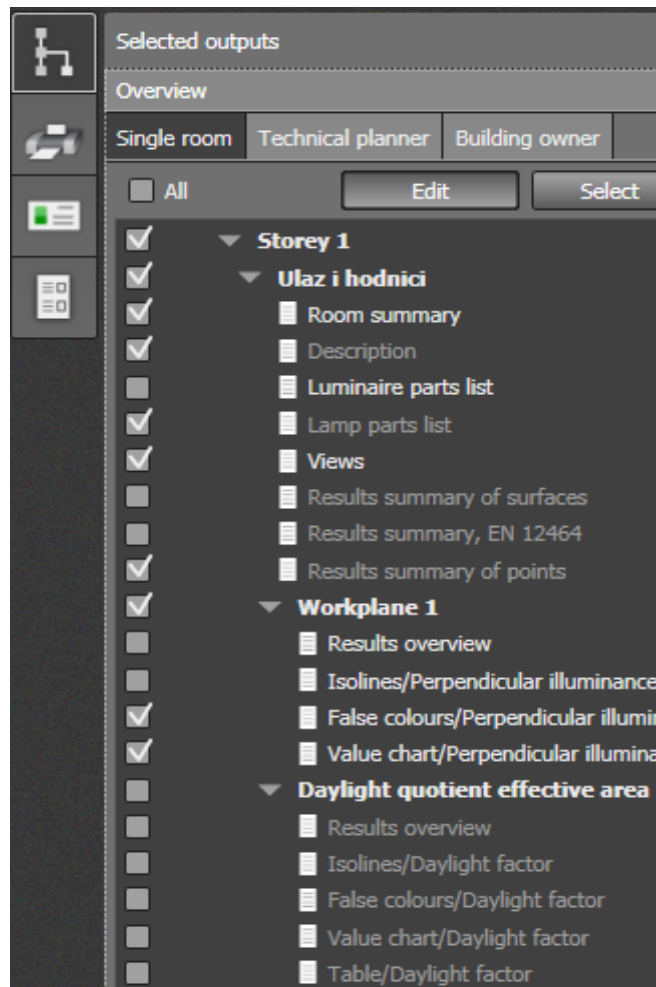 Selected outputs
Overview
Single room Technical planner Building owner
All Edit Select
Storey 1
Ulaz i hodnici
Room summary
Description
Luminaire parts list
Lamp parts list
Views
Results summary of surfaces
Results summary, EN 12464
Results summary of points
Workplane 1
Results overview
Isolines/Perpendicular illuminance
False colours/Perpendicular illumin
Value chart/Perpendicular illumina
Daylight quotient effective area
Results overview
Isolines/Daylight factor
False colours/Daylight factor
Value chart/Daylight factor
Table/Daylight factor